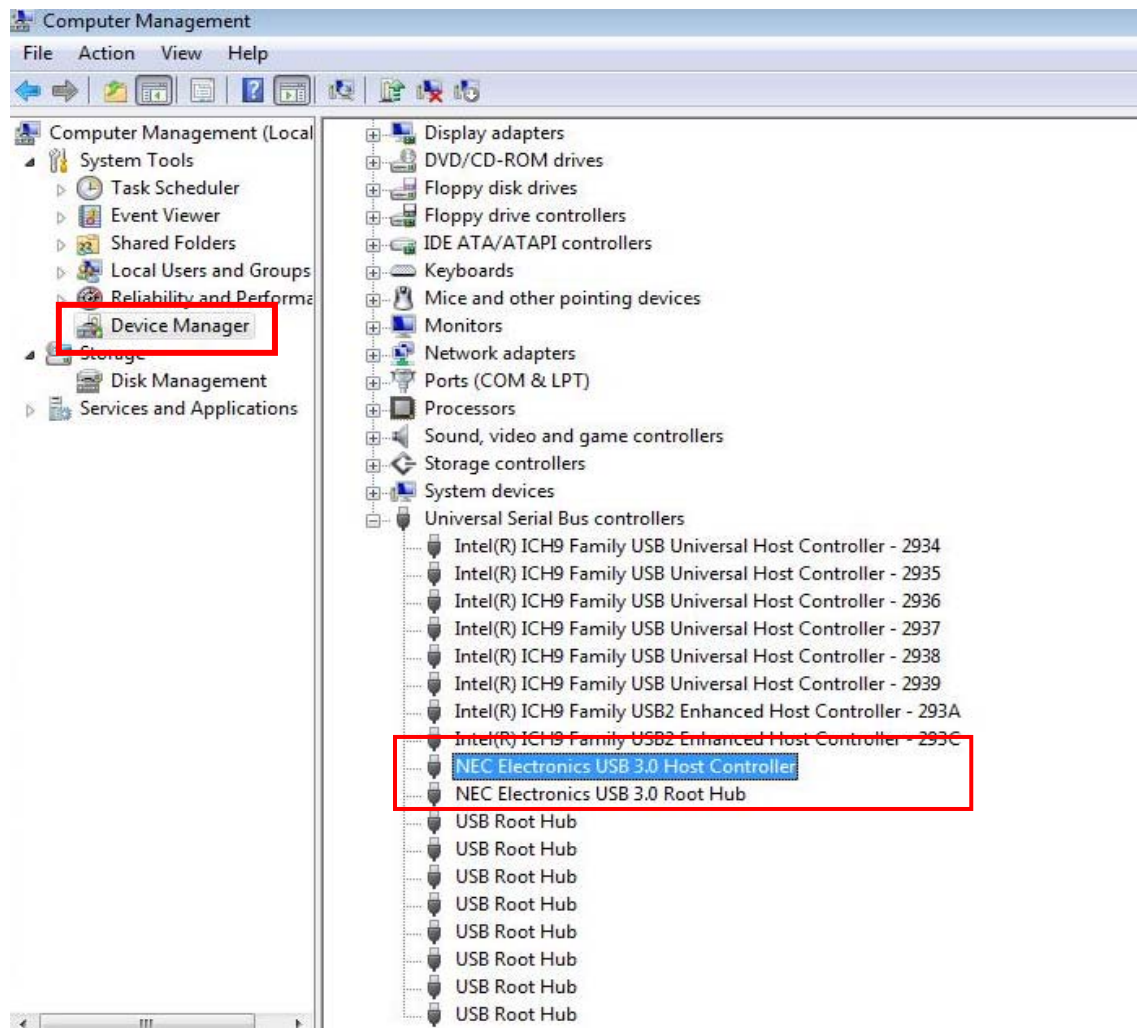 Computer Management
File Action View Help
Computer Management (Local
System Tools
Task Scheduler
Event Viewer
Shared Folders
Local Users and Groups
Reliability and Performa
Device Manager
Storage
Disk Management
Services and Applications
Display adapters
DVD/CD-ROM drives
Floppy disk drives
Floppy drive controllers
IDE ATA/ATAPI controllers
Keyboards
Mice and other pointing devices
Monitors
Network adapters
Ports (COM & LPT)
Processors
Sound, video and game controllers
Storage controllers
System devices
Universal Serial Bus controllers
Intel(R) ICH9 Family USB Universal Host Controller - 2934
Intel(R) ICH9 Family USB Universal Host Controller - 2935
Intel(R) ICH9 Family USB Universal Host Controller - 2936
Intel(R) ICH9 Family USB Universal Host Controller - 2937
Intel(R) ICH9 Family USB Universal Host Controller - 2938
Intel(R) ICH9 Family USB Universal Host Controller - 2939
Intel(R) ICH9 Family USB2 Enhanced Host Controller - 293A
Intel(R) ICH9 Family USB2 Enhanced Host Controller - 293C
NEC Electronics USB 3.0 Host Controller
NEC Electronics USB 3.0 Root Hub
USB Root Hub
USB Root Hub
USB Root Hub
USB Root Hub
USB Root Hub
USB Root Hub
USB Root Hub
USB Root Hub